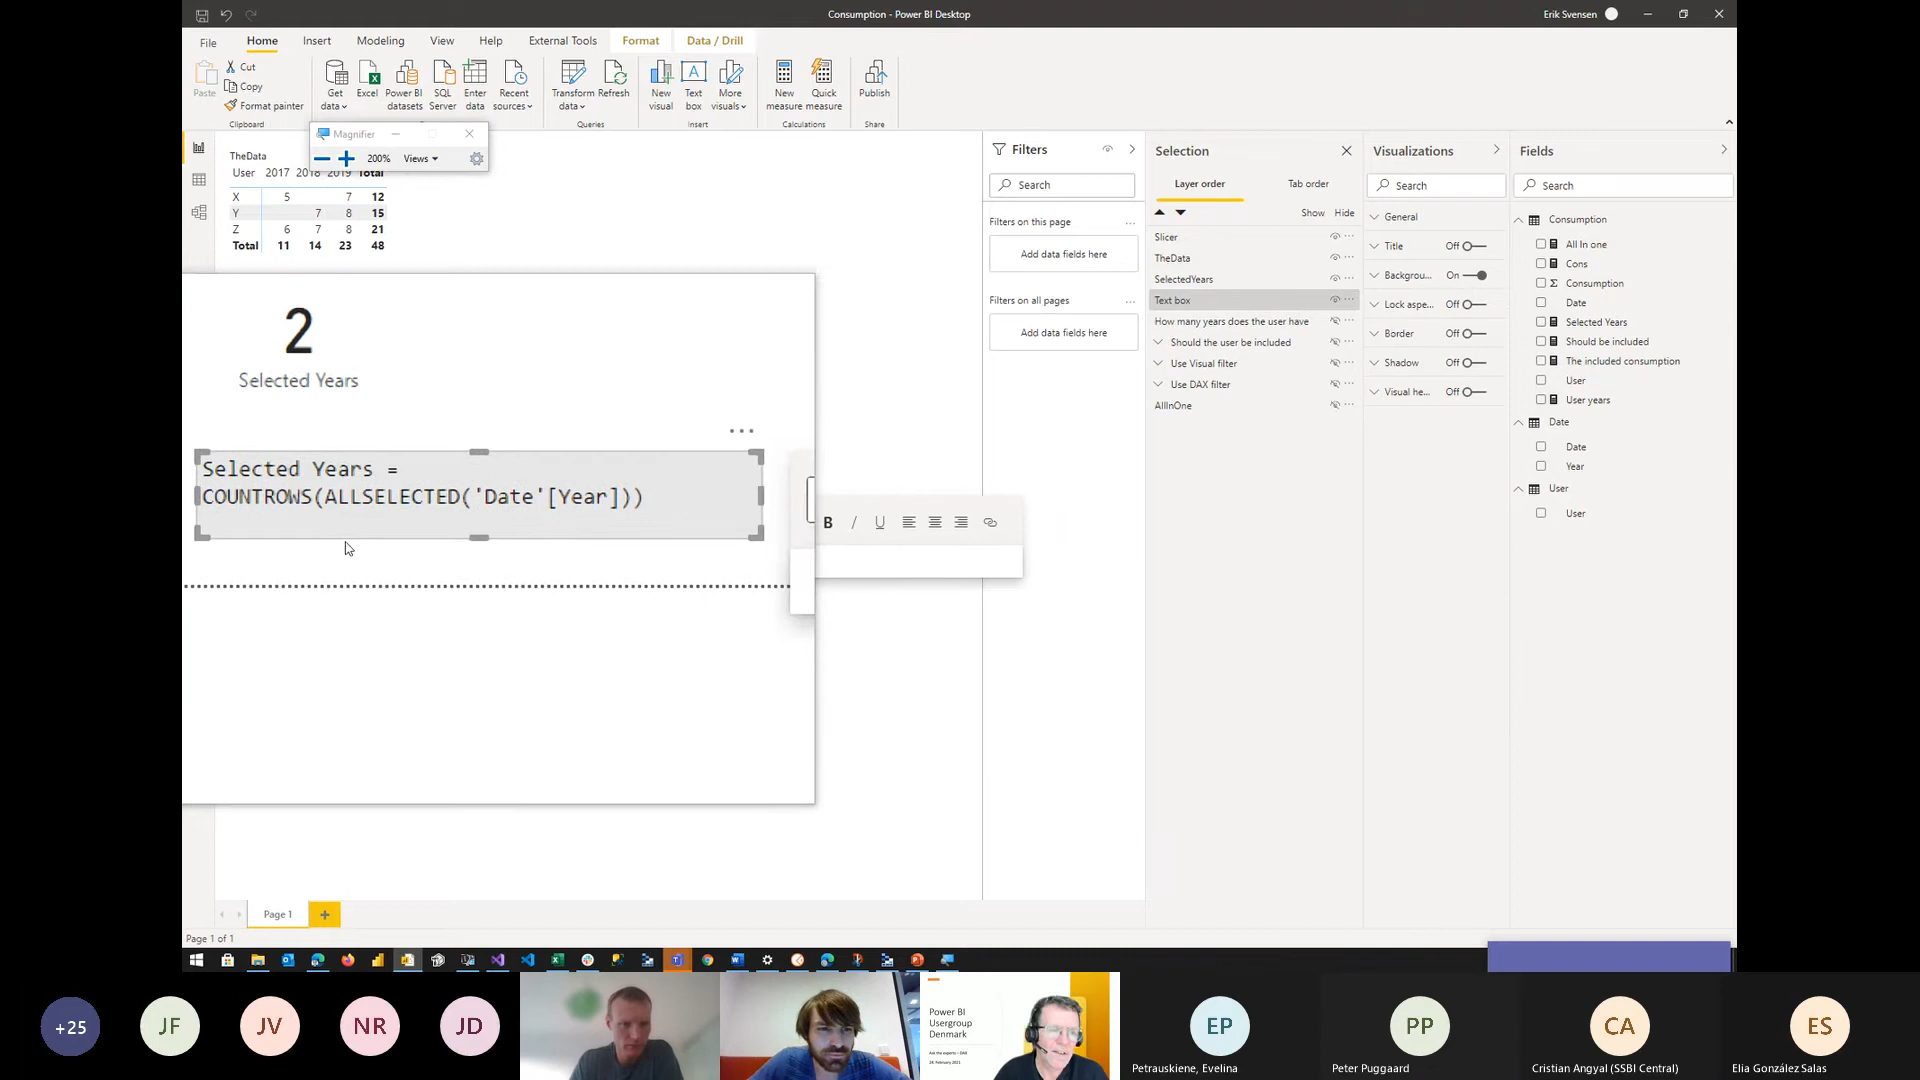 Consumption - Power BI Desktop
Erik Svensen
File Home Insert Modeling View Help External Tools Format Data / Drill
Paste
Cut
Copy
Format painter
Clipboard
Get data
Excel
Power BI datasets
SQL Server
Enter data
Recent sources
Transform data
Refresh
Queries
New visual
Text box
More visuals
Insert
New measure
Quick measure
Calculations
Publish
Share
Magnifier
200% Views
TheData
User 2017 2018 2019 Total
X 5 7 12
Y 7 8 15
Z 6 7 8 21
Total 11 14 23 48
2
Selected Years
Selected Years =
COUNTROWS(ALLSELECTED('Date'[Year]))
B I U
Filters
Search
Filters on this page
Add data fields here
Filters on all pages
Add data fields here
Selection
Layer order Tab order
Show Hide
Slicer
TheData
SelectedYears
Text box
How many years does the user have
Should the user be included
Use Visual filter
Use DAX filter
AllInOne
Visualizations
Search
General
Title Off
Backgrou... On
Lock aspe... Off
Border Off
Shadow Off
Visual he... Off
Fields
Search
Consumption
All In one
Cons
Consumption
Date
Selected Years
Should be included
The included consumption
User
User years
Date
Date
Year
User
User
Page 1
Page 1 of 1
+25
JF
JV
NR
JD
Power BI
Usergroup
Denmark
Ask the experts - DAX
24. February 2021
EP
Petrauskiene, Evelina
PP
Peter Puggaard
CA
Cristian Angyal (SSBI Central)
ES
Elia González Salas